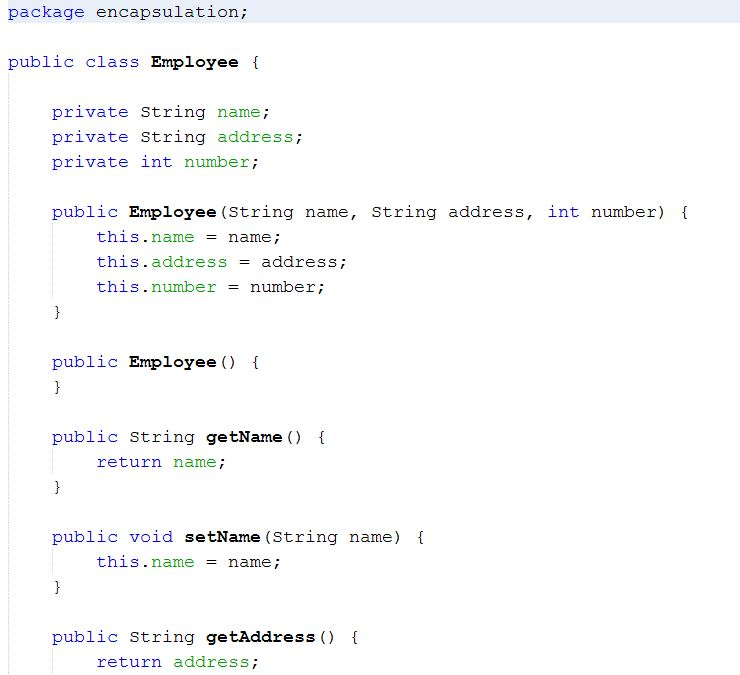 package encapsulation;
public class Employee {
private String name;
private String address;
private int number;
public Employee(String name, String address, int number) {
this.name = name;
this.address = address;
this.number = number;
}
public Employee() {
}
public String getName() {
return name;
}
public void setName(String name) {
this.name = name;
}
public String getAddress() {
return address;